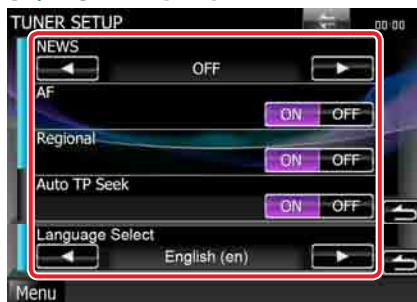 TUNER SETUP 00:00
NEWS
OFF
AF
ON OFF
Regional
ON OFF
Auto TP Seek
ON OFF
Language Select
English (en)
Menu